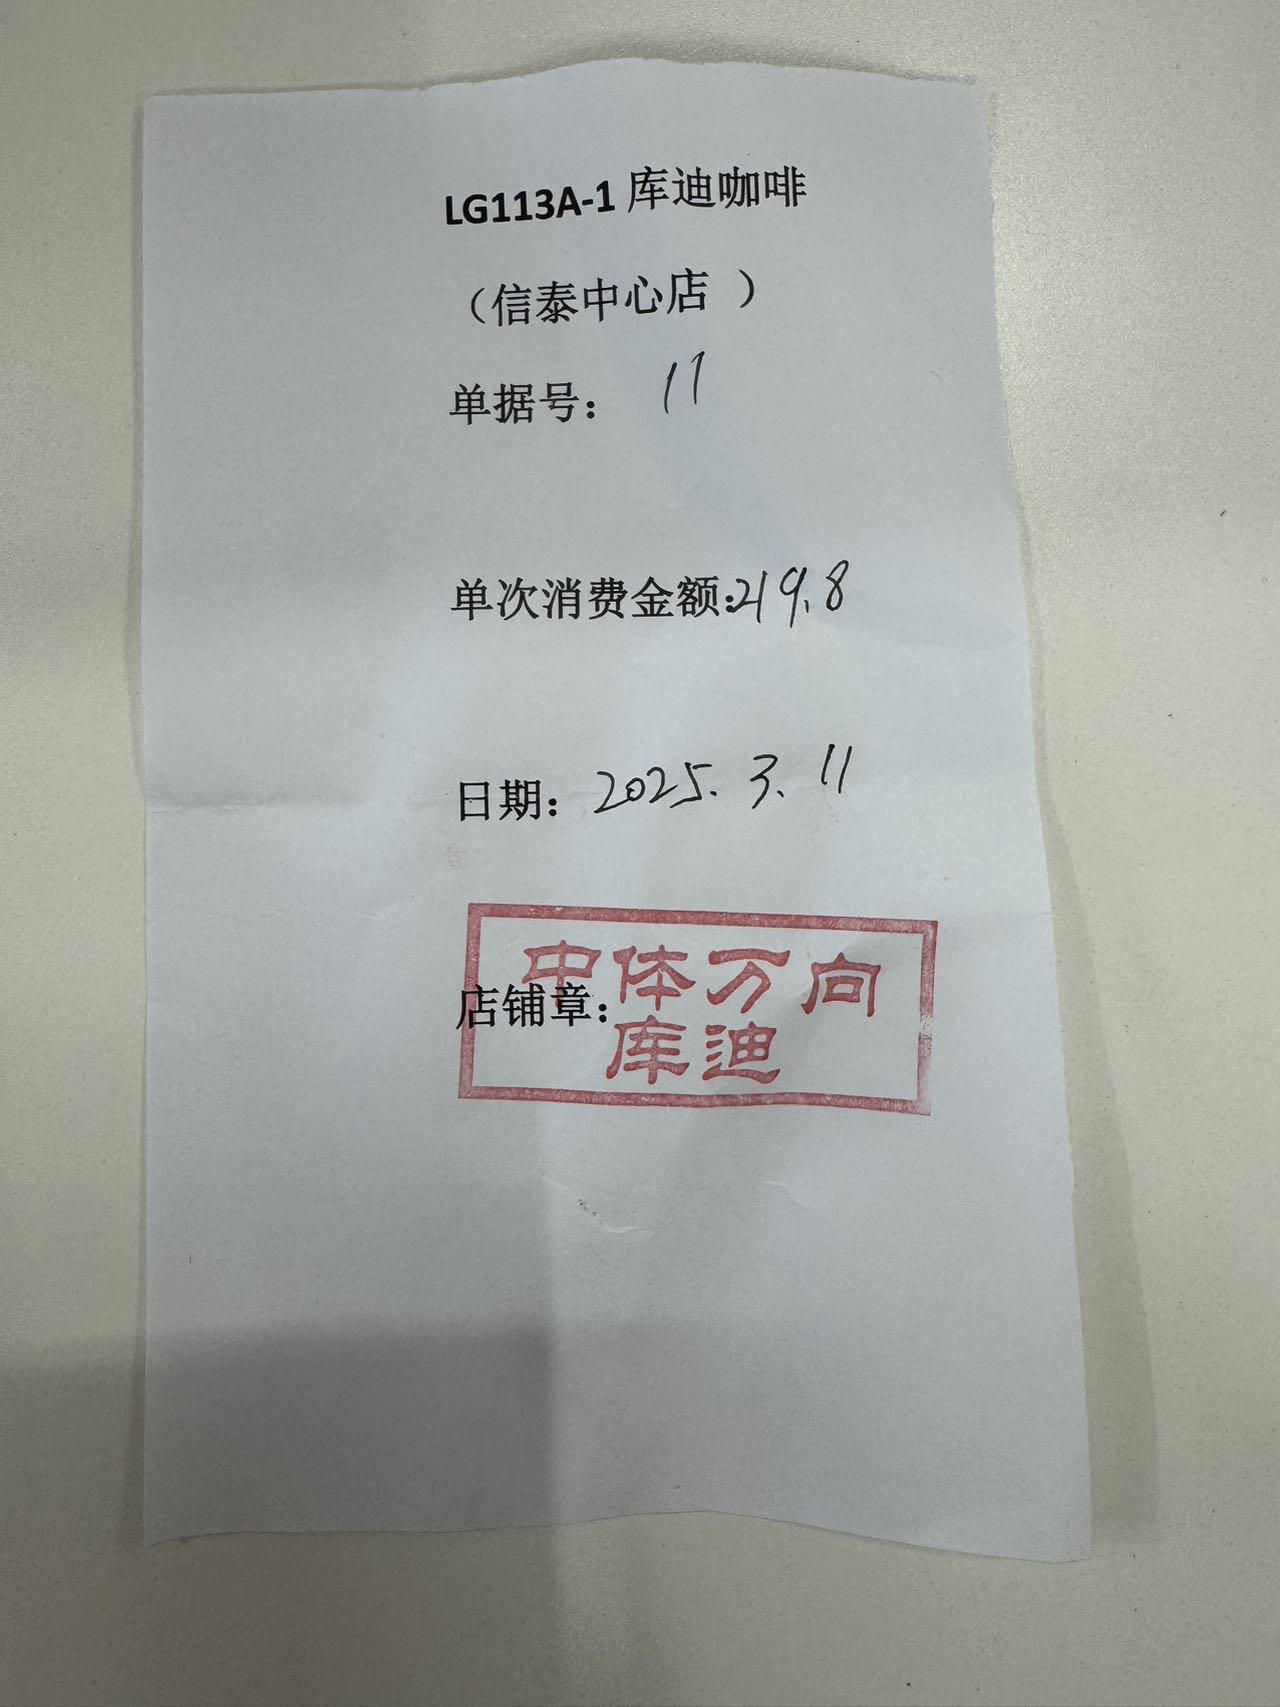 LG113A-1 库迪咖啡
（信泰中心店 ）
单据号： 11
单次消费金额:219.8
日期： 2025.3.11
店铺章：
中体万向
库迪